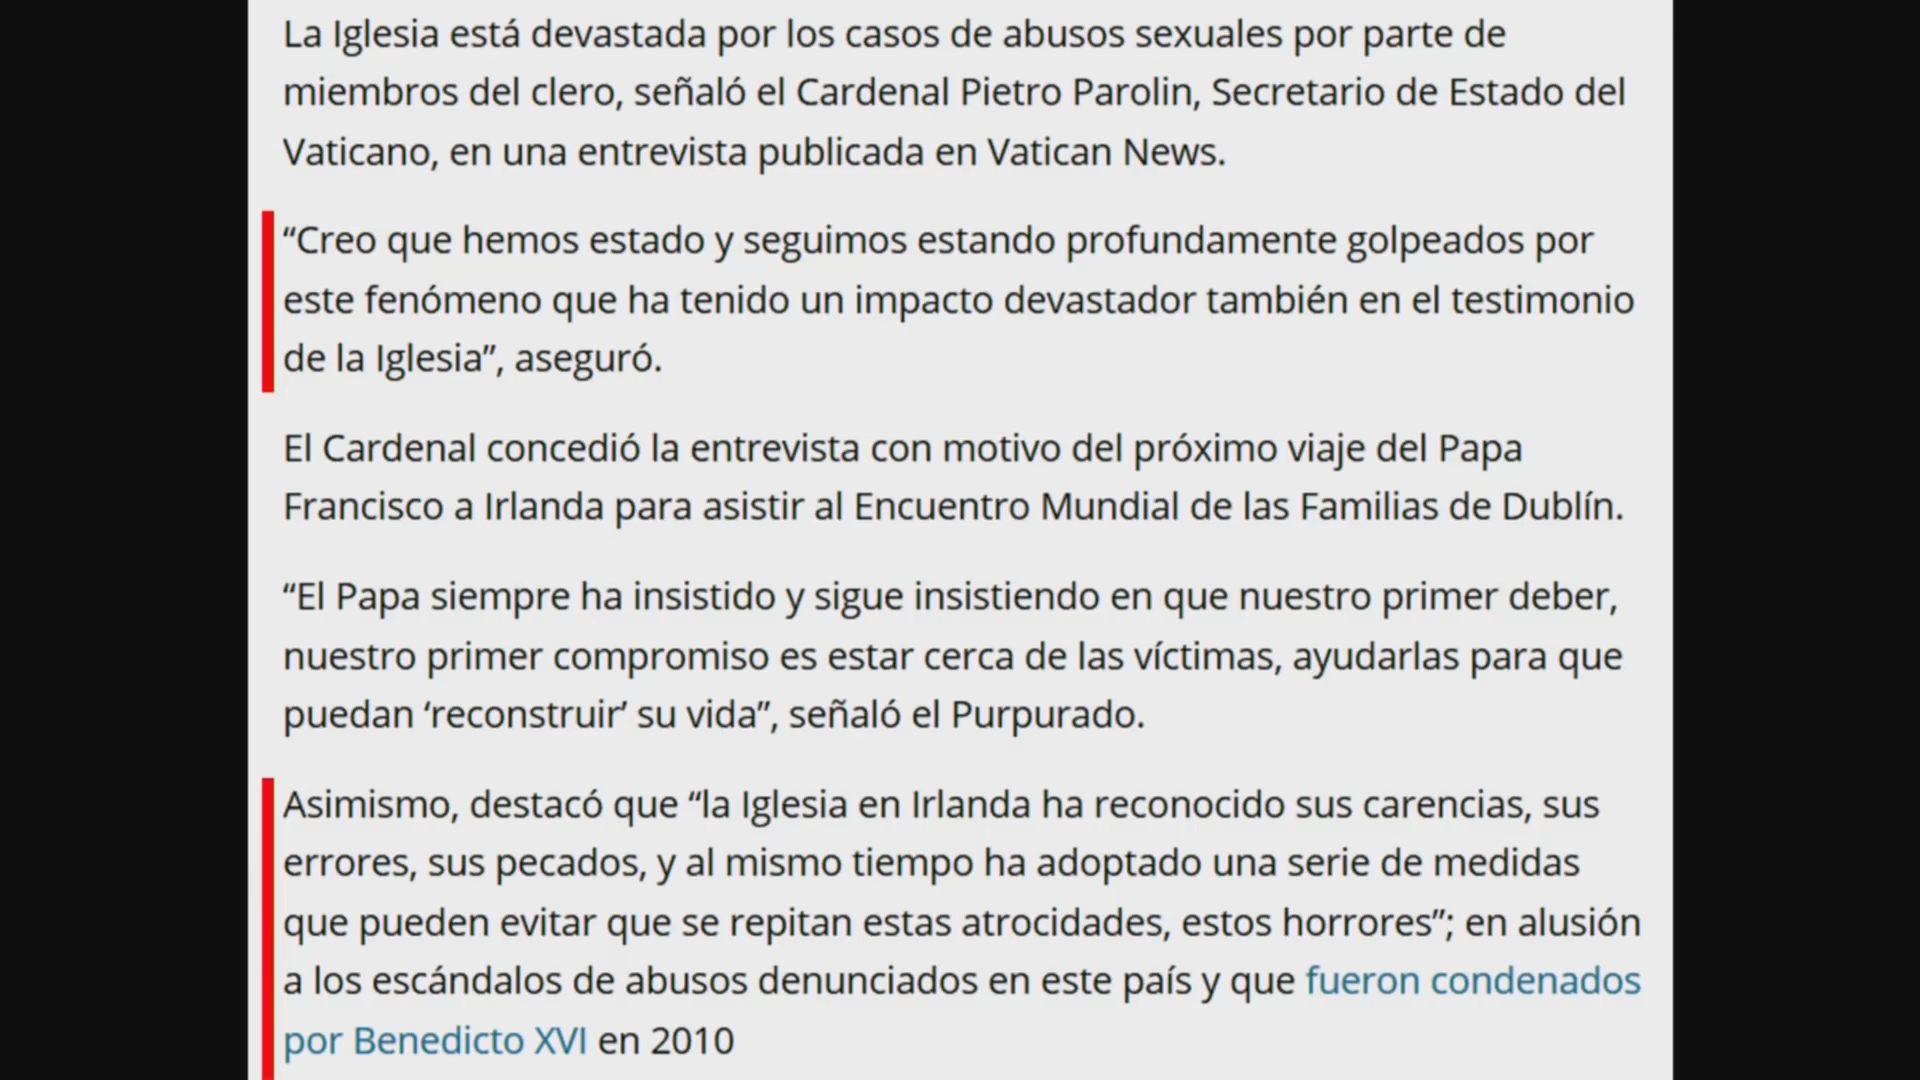 La Iglesia está devastada por los casos de abusos sexuales por parte de
miembros del clero, señaló el Cardenal Pietro Parolin, Secretario de Estado del
Vaticano, en una entrevista publicada en Vatican News.
“Creo que hemos estado y seguimos estando profundamente golpeados por
este fenómeno que ha tenido un impacto devastador también en el testimonio
de la Iglesia”, aseguró.
El Cardenal concedió la entrevista con motivo del próximo viaje del Papa
Francisco a Irlanda para asistir al Encuentro Mundial de las Familias de Dublín.
“El Papa siempre ha insistido y sigue insistiendo en que nuestro primer deber,
nuestro primer compromiso es estar cerca de las víctimas, ayudarlas para que
puedan ‘reconstruir’ su vida”, señaló el Purpurado.
Asimismo, destacó que “la Iglesia en Irlanda ha reconocido sus carencias, sus
errores, sus pecados, y al mismo tiempo ha adoptado una serie de medidas
que pueden evitar que se repitan estas atrocidades, estos horrores”; en alusión
a los escándalos de abusos denunciados en este país y que fueron condenados
por Benedicto XVI en 2010